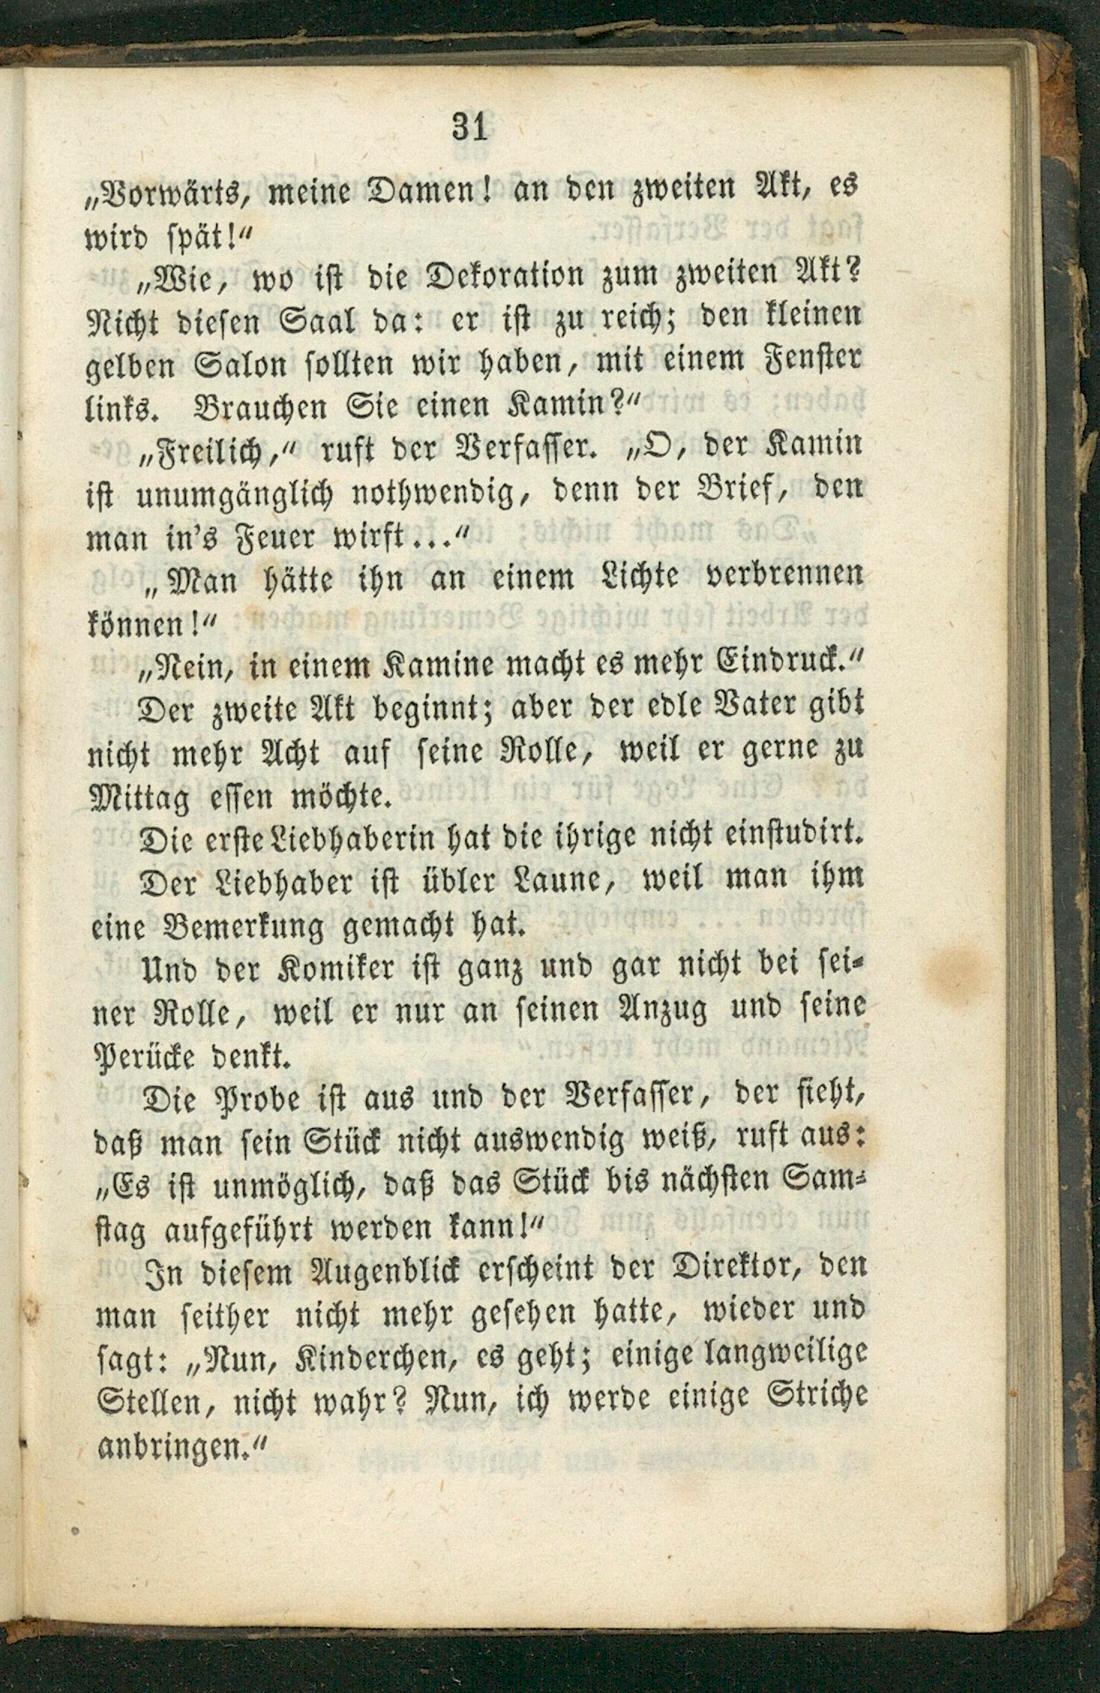 31
„Vorwärts, meine Damen! an den zweiten Akt, es
wird spät!“
„Wie, wo ist die Dekoration zum zweiten Akt?
Nicht diesen Saal da: er ist zu reich; den kleinen
gelben Salon sollten wir haben, mit einem Fenster
links. Brauchen Sie einen Kamin?“
„Freilich,“ ruft der Verfasser. „O, der Kamin
ist unumgänglich nothwendig, denn der Brief, den
man in's Feuer wirft...“
„Man hätte ihn an einem Lichte verbrennen
können!“
„Nein, in einem Kamine macht es mehr Eindruck.“
Der zweite Akt beginnt; aber der edle Vater gibt
nicht mehr Acht auf seine Rolle, weil er gerne zu
Mittag essen möchte.
Die erste Liebhaberin hat die ihrige nicht einstudirt.
Der Liebhaber ist übler Laune, weil man ihm
eine Bemerkung gemacht hat.
Und der Komiker ist ganz und gar nicht bei sei-
ner Rolle, weil er nur an seinen Anzug und seine
Perücke denkt.
Die Probe ist aus und der Verfasser, der sieht,
daß man sein Stück nicht auswendig weiß, ruft aus:
„Es ist unmöglich, daß das Stück bis nächsten Sam-
stag aufgeführt werden kann!“
In diesem Augenblick erscheint der Direktor, den
man seither nicht mehr gesehen hatte, wieder und
sagt: „Nun, Kinderchen, es geht; einige langweilige
Stellen, nicht wahr? Nun, ich werde einige Striche
anbringen.“